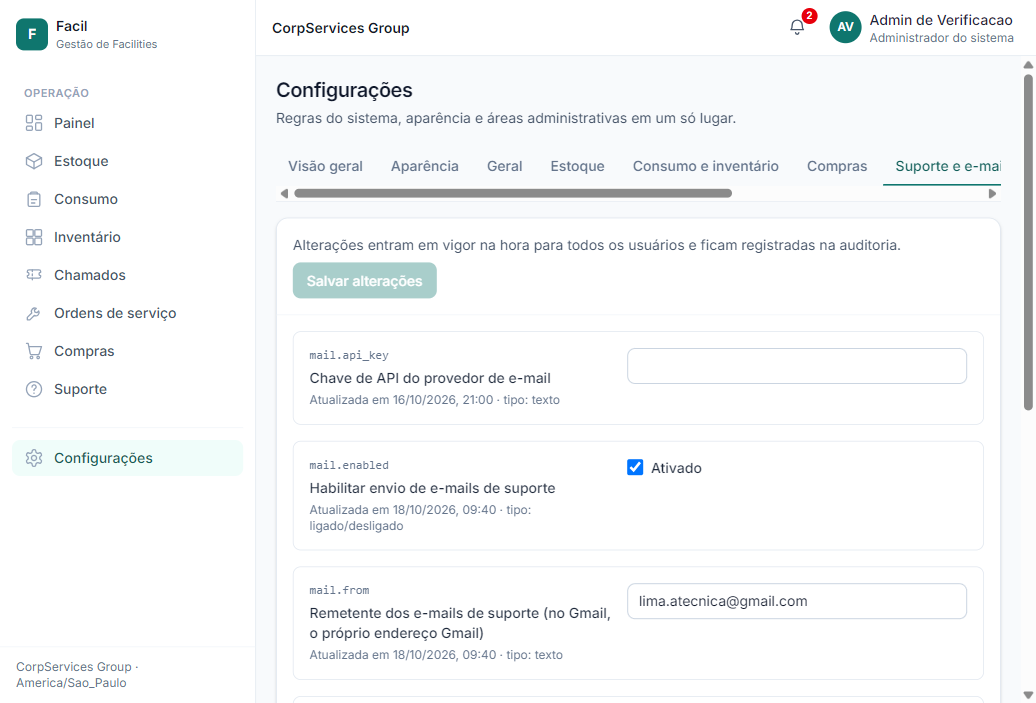 F
Facil
Gestão de Facilities
OPERAÇÃO
Painel
Estoque
Consumo
Inventário
Chamados
Ordens de serviço
Compras
Suporte
Configurações
CorpServices Group ·
America/Sao_Paulo
CorpServices Group
2
AV
Admin de Verificacao
Administrador do sistema
Configurações
Regras do sistema, aparência e áreas administrativas em um só lugar.
Visão geral Aparência Geral Estoque Consumo e inventário Compras Suporte e e-mai
Alterações entram em vigor na hora para todos os usuários e ficam registradas na auditoria.
Salvar alterações
mail.api_key
Chave de API do provedor de e-mail
Atualizada em 16/10/2026, 21:00 · tipo: texto
mail.enabled
Habilitar envio de e-mails de suporte
Atualizada em 18/10/2026, 09:40 · tipo:
ligado/desligado
Ativado
mail.from
Remetente dos e-mails de suporte (no Gmail,
o próprio endereço Gmail)
Atualizada em 18/10/2026, 09:40 · tipo: texto
lima.atecnica@gmail.com